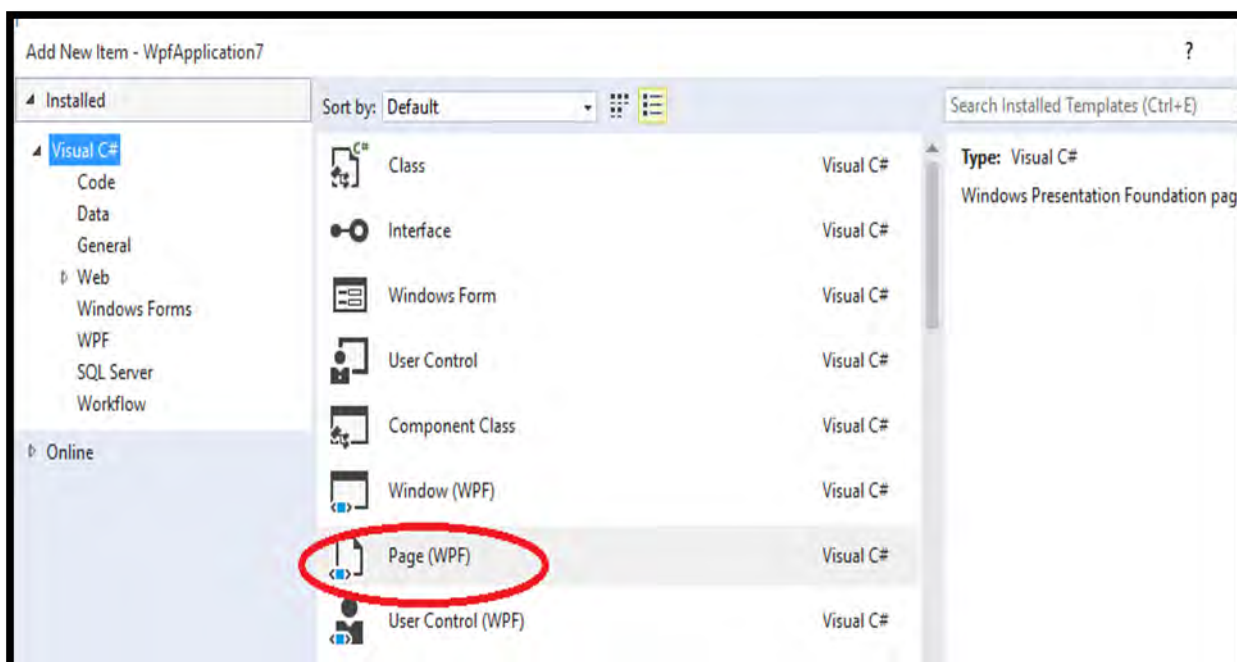 Add New Item - WpfApplication7
?
Installed
Sort by: Default
Search Installed Templates (Ctrl+E)
Visual C#
Code
Data
General
Web
Windows Forms
WPF
SQL Server
Workflow
Online
C#
Class Visual C#
Interface Visual C#
Windows Form Visual C#
User Control Visual C#
Component Class Visual C#
Window (WPF) Visual C#
Page (WPF) Visual C#
User Control (WPF) Visual C#
Type: Visual C#
Windows Presentation Foundation pag